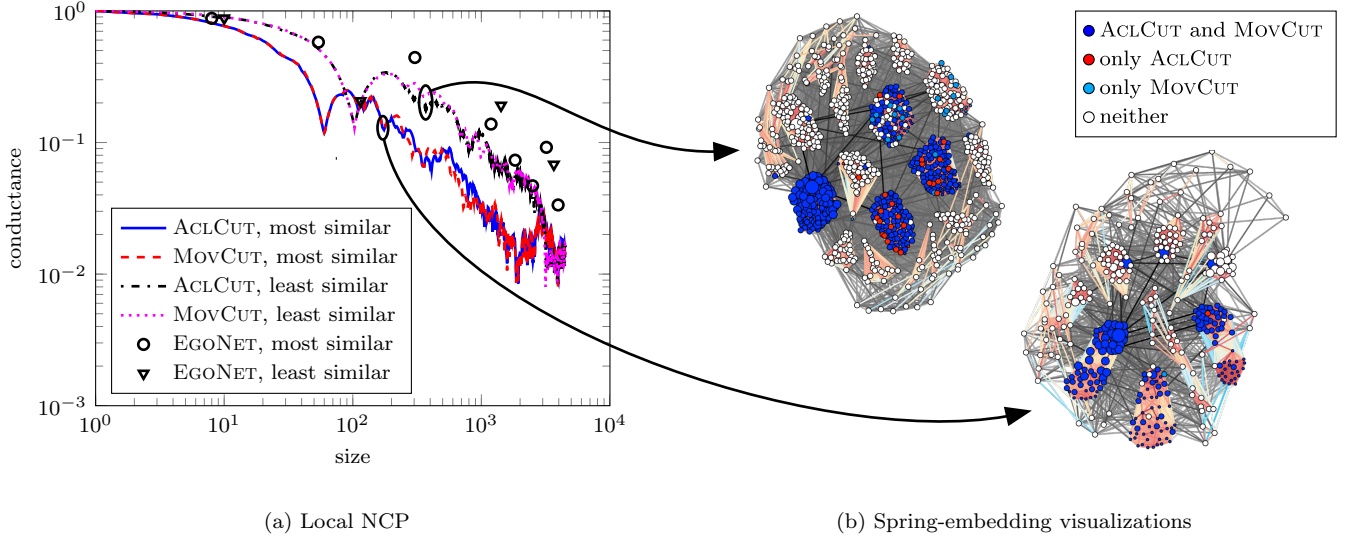 10^0
10^−1
10^−2
10^−3
conductance
10^0
10^1
10^2
10^3
10^4
size
ACLCUT, most similar
MOVCUT, most similar
ACLCUT, least similar
MOVCUT, least similar
EGONET, most similar
EGONET, least similar
(a) Local NCP
ACLCUT and MOVCUT
only ACLCUT
only MOVCUT
neither
(b) Spring-embedding visualizations